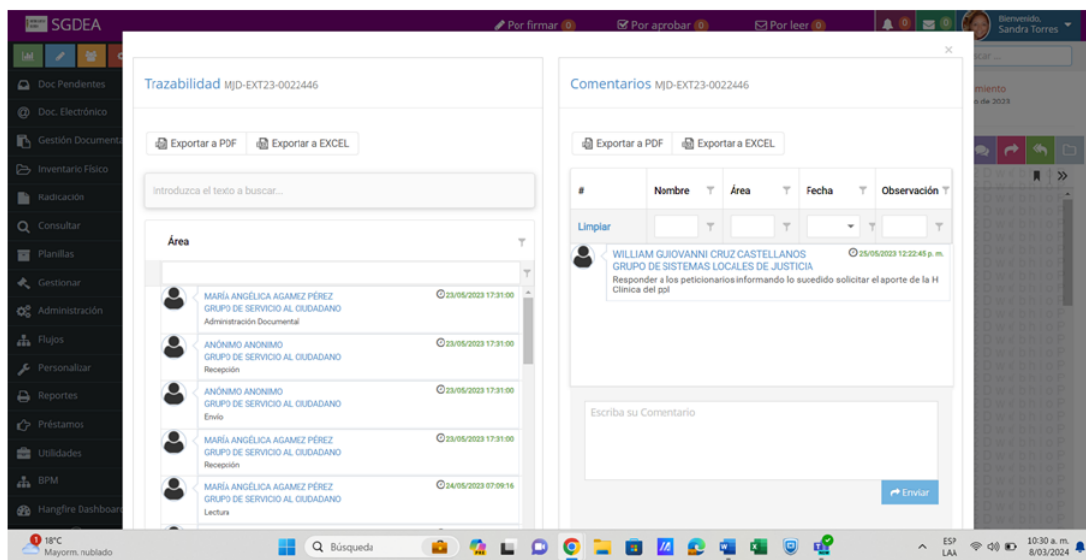 SGDEA
Por firmar 0
Por aprobar 0
Por leer 0
0
0
Bienvenido,
Sandra Torres
Doc Pendientes
Doc. Electrónico
Gestión Documenta
Inventario Físico
Radicación
Consultar
Planillas
Gestionar
Administración
Flujos
Personalizar
Reportes
Préstamos
Utilidades
BPM
Hangfire Dashboard
Trazabilidad MJD-EXT23-0022446
Exportar a PDF
Exportar a EXCEL
Introduzca el texto a buscar...
Área
MARÍA ANGÉLICA AGAMEZ PÉREZ
23/05/2023 17:31:00
GRUPO DE SERVICIO AL CIUDADANO
Administración Documental
ANÓNIMO ANONIMO
23/05/2023 17:31:00
GRUPO DE SERVICIO AL CIUDADANO
Recepción
ANÓNIMO ANONIMO
23/05/2023 17:31:00
GRUPO DE SERVICIO AL CIUDADANO
Envío
MARÍA ANGÉLICA AGAMEZ PÉREZ
23/05/2023 17:31:00
GRUPO DE SERVICIO AL CIUDADANO
Recepción
MARÍA ANGÉLICA AGAMEZ PÉREZ
24/05/2023 07:09:16
GRUPO DE SERVICIO AL CIUDADANO
Lectura
Comentarios MJD-EXT23-0022446
Exportar a PDF
Exportar a EXCEL
# Nombre Área Fecha Observación
Limpiar
WILLIAM GUIOVANNI CRUZ CASTELLANOS
25/05/2023 12:22:45 p. m.
GRUPO DE SISTEMAS LOCALES DE JUSTICIA
Responder a los peticionarios informando lo sucedido solicitar el aporte de la H
Clinica del ppl
Escriba su Comentario
Enviar
miento
o de 2023
18°C
Mayorm. nublado
Búsqueda
ESP
LAA
10:30 a. m.
8/03/2024